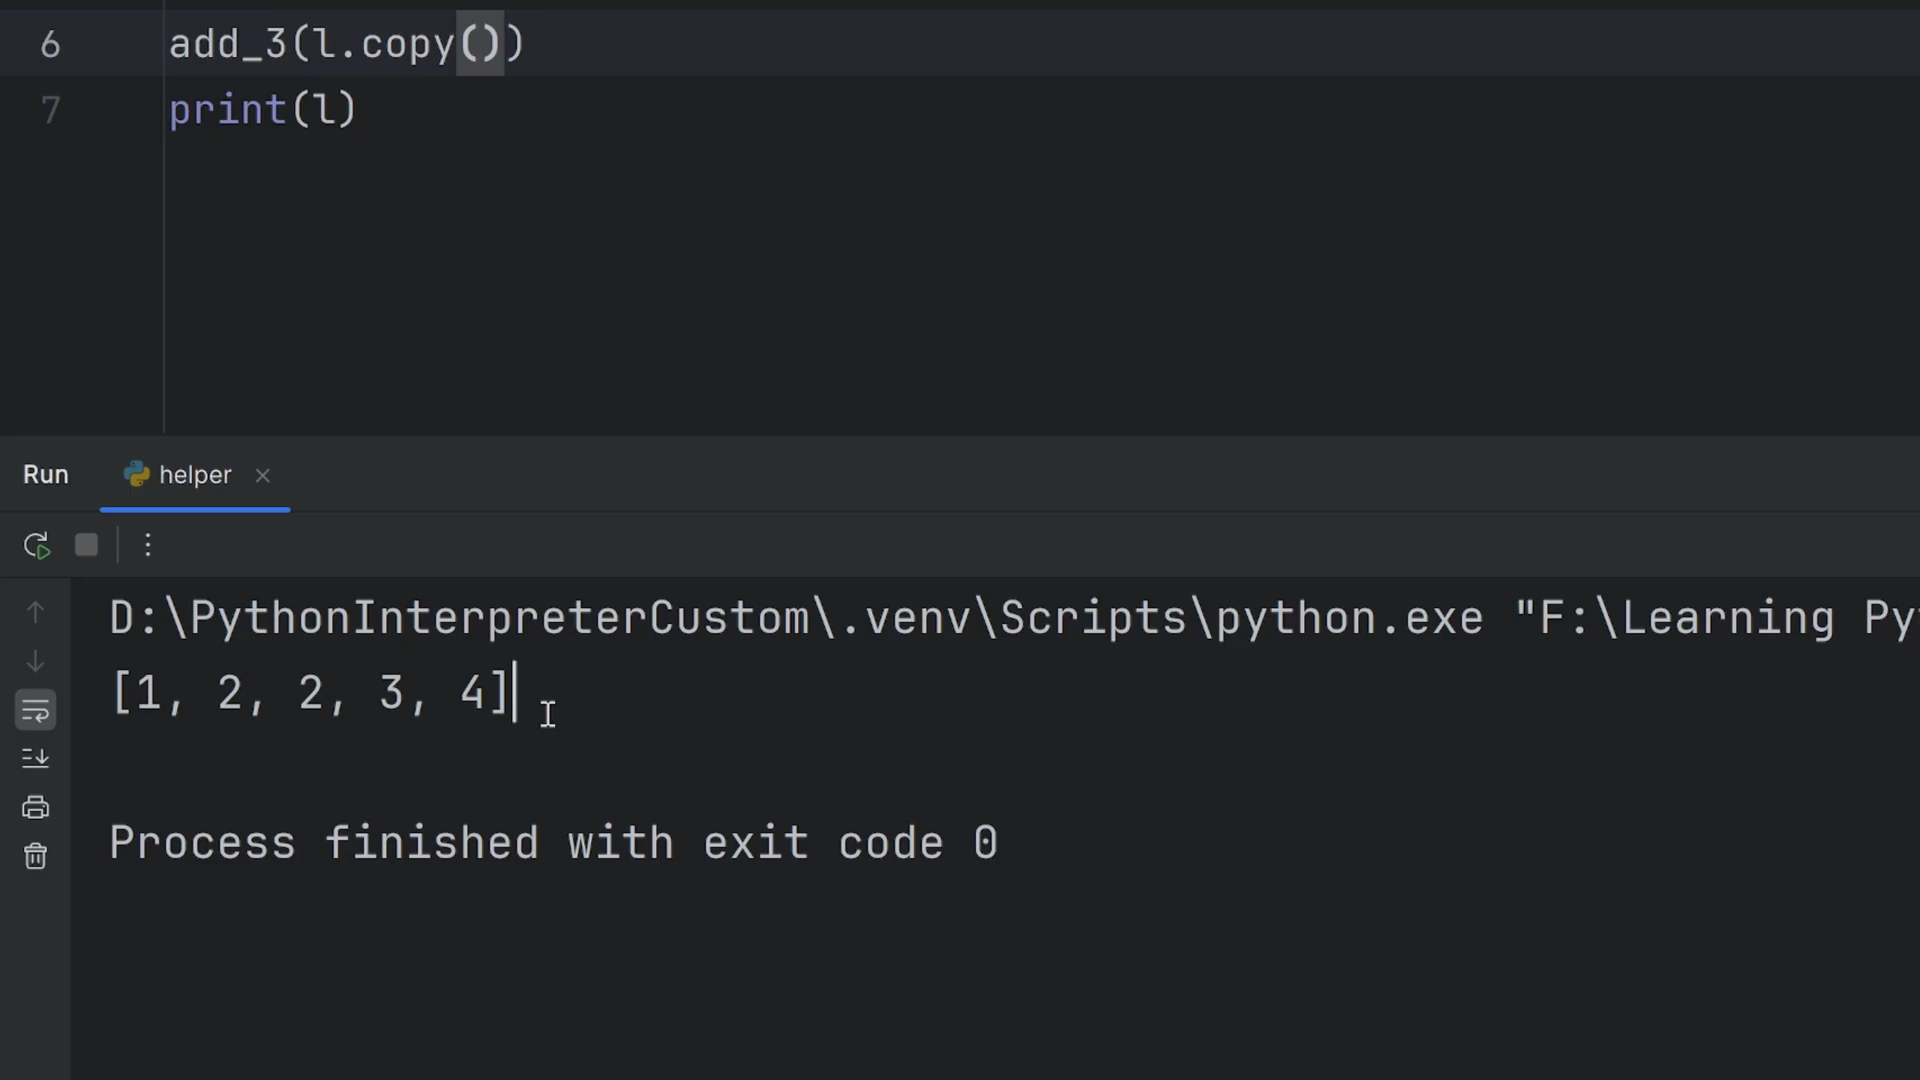 6 add_3(l.copy())
7 print(l)
Run helper
D:\PythonInterpreterCustom\.venv\Scripts\python.exe "F:\Learning Py
[1, 2, 2, 3, 4]
Process finished with exit code 0